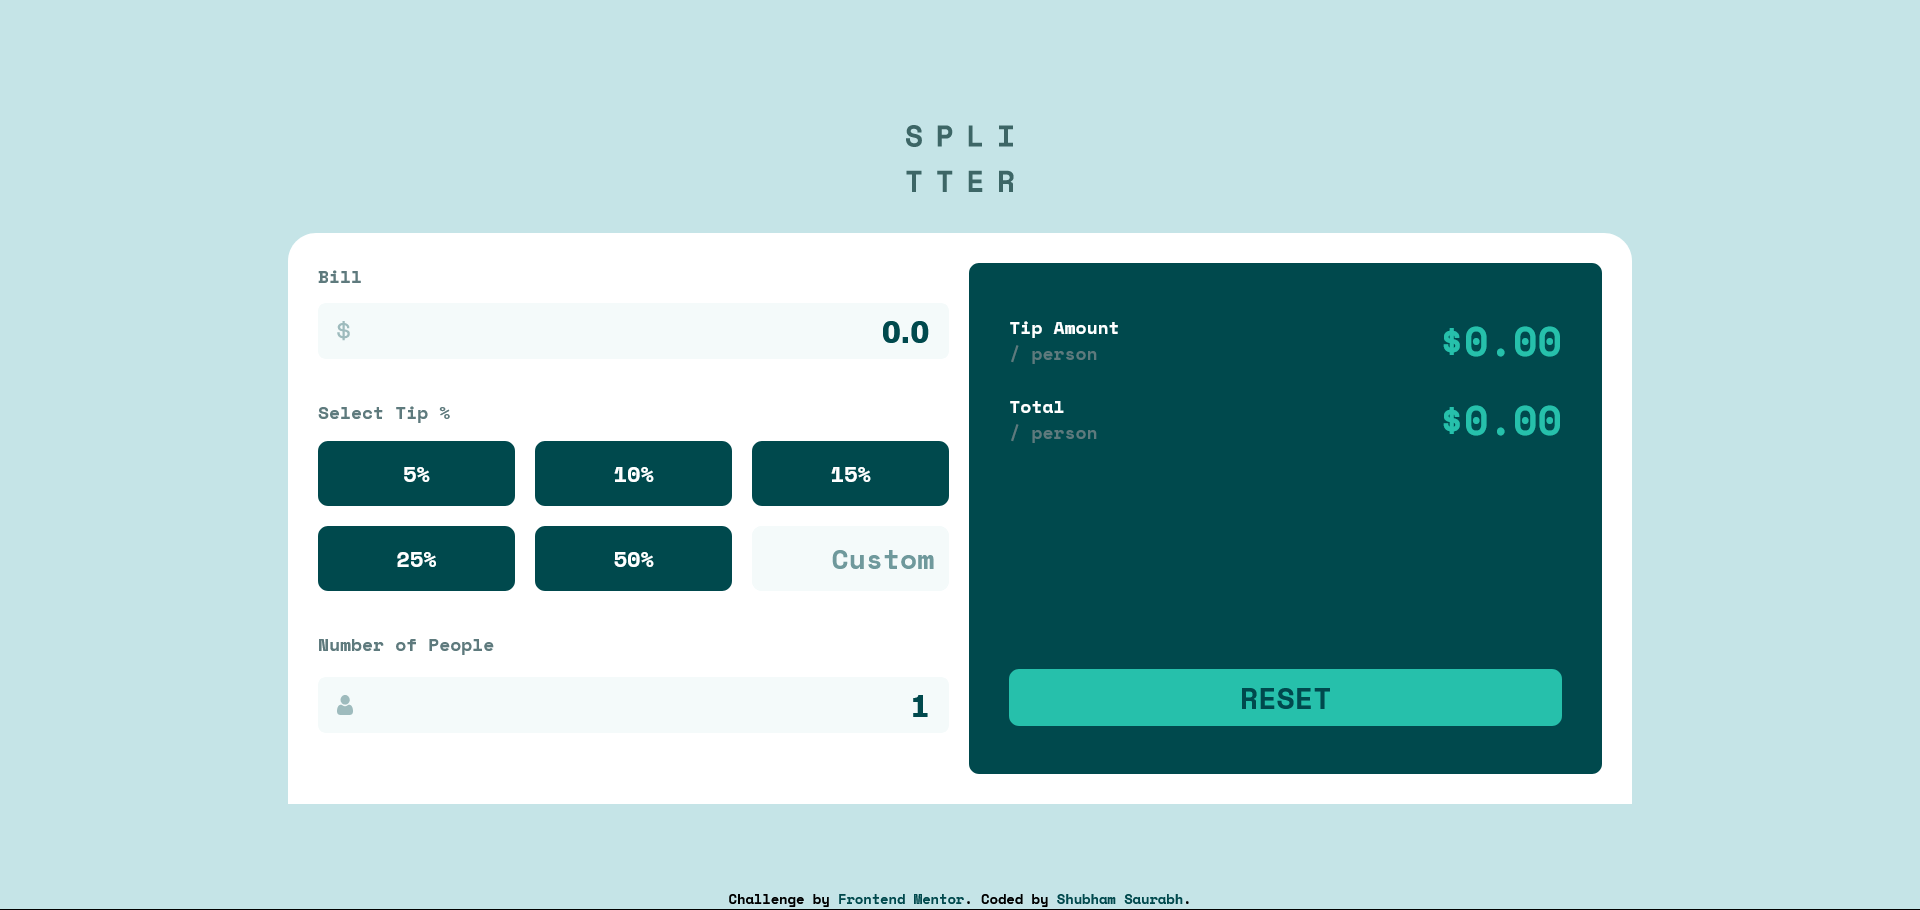 SPLI
TTER
Bill
$ 0.0
Select Tip %
5% 10% 15%
25% 50% Custom
Number of People
1
Tip Amount
/ person
$0.00
Total
/ person
$0.00
RESET
Challenge by Frontend Mentor. Coded by Shubham Saurabh.